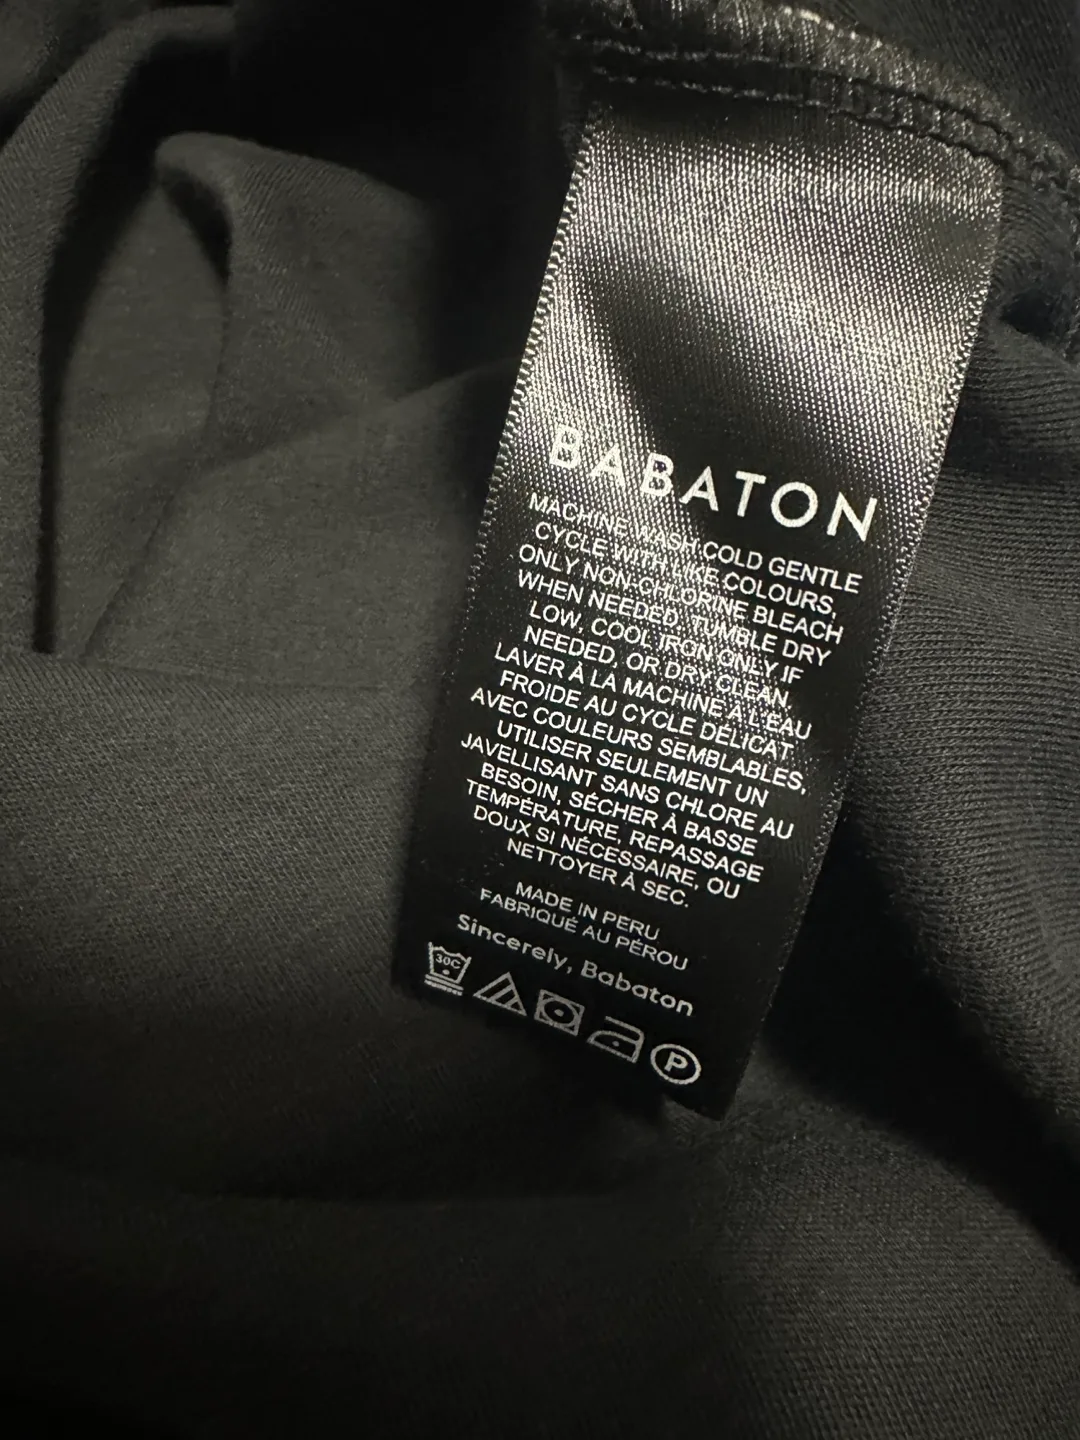 BABATON
MACHINE WASH COLD GENTLE
CYCLE WITH LIKE COLOURS,
ONLY NON-CHLORINE BLEACH
WHEN NEEDED, TUMBLE DRY
LOW, COOL IRON ONLY IF
NEEDED, OR DRY CLEAN.
LAVER À LA MACHINE À L'EAU
FROIDE AU CYCLE DÉLICAT
AVEC COULEURS SEMBLABLES,
UTILISER SEULEMENT UN
JAVELLISANT SANS CHLORE AU
BESOIN, SÉCHER À BASSE
TEMPÉRATURE, REPASSAGE
DOUX SI NÉCESSAIRE, OU
NETTOYER À SEC.
MADE IN PERU
FABRIQUÉ AU PÉROU
Sincerely, Babaton
30C P